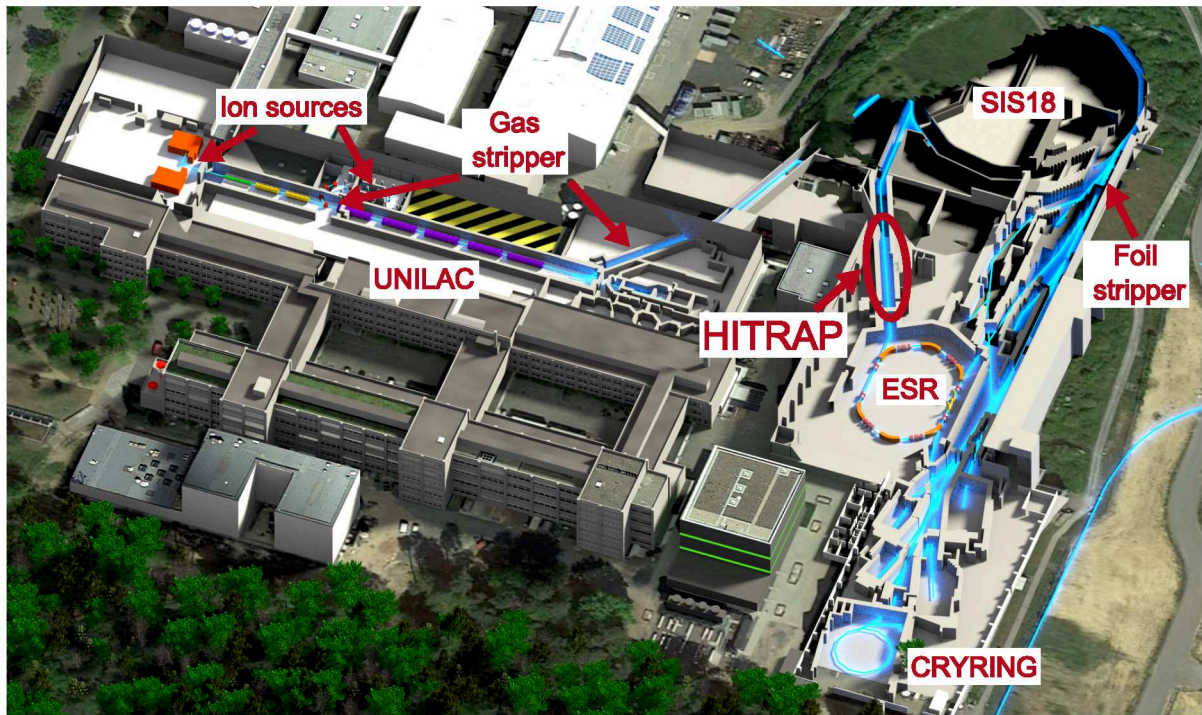 Ion sources
Gas
stripper
SIS18
UNILAC
Foil
stripper
HITRAP
ESR
CRYRING